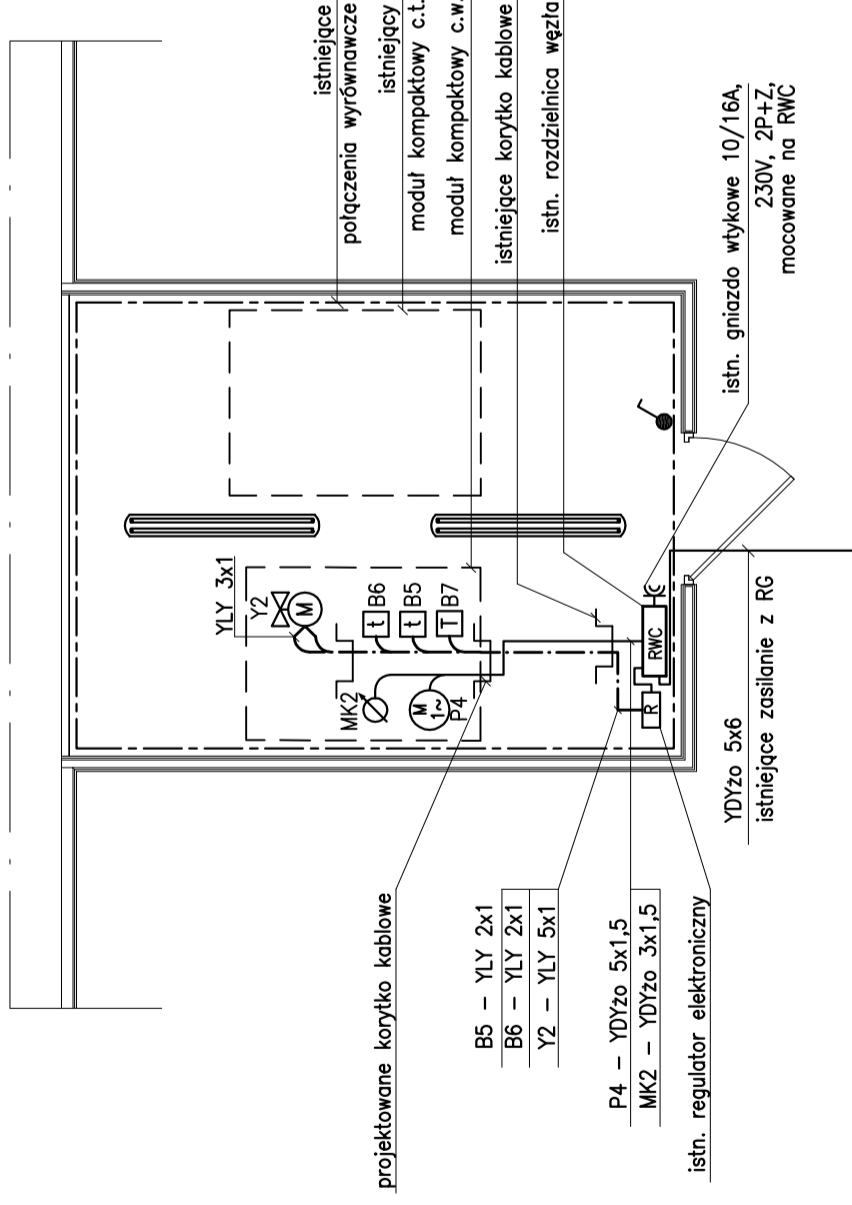 istniejące
połączenia wyrównawcze
istniejący
moduł kompaktowy c.t.
moduł kompaktowy c.w.
istniejące korytko kablowe
istn. rozdzielnica węzła
istn. gniazdo wtykowe 10/16A,
230V, 2P+Z,
mocowane na RWC
YLY 3x1
Y2
M
t B6
t B5
T B7
MK2
M
1~
P4
RWC
R
YDYżo 5x6
istniejące zasilanie z RG
projektowane korytko kablowe
B5 – YLY 2x1
B6 – YLY 2x1
Y2 – YLY 5x1
P4 – YDYżo 5x1,5
MK2 – YDYżo 3x1,5
istn. regulator elektroniczny